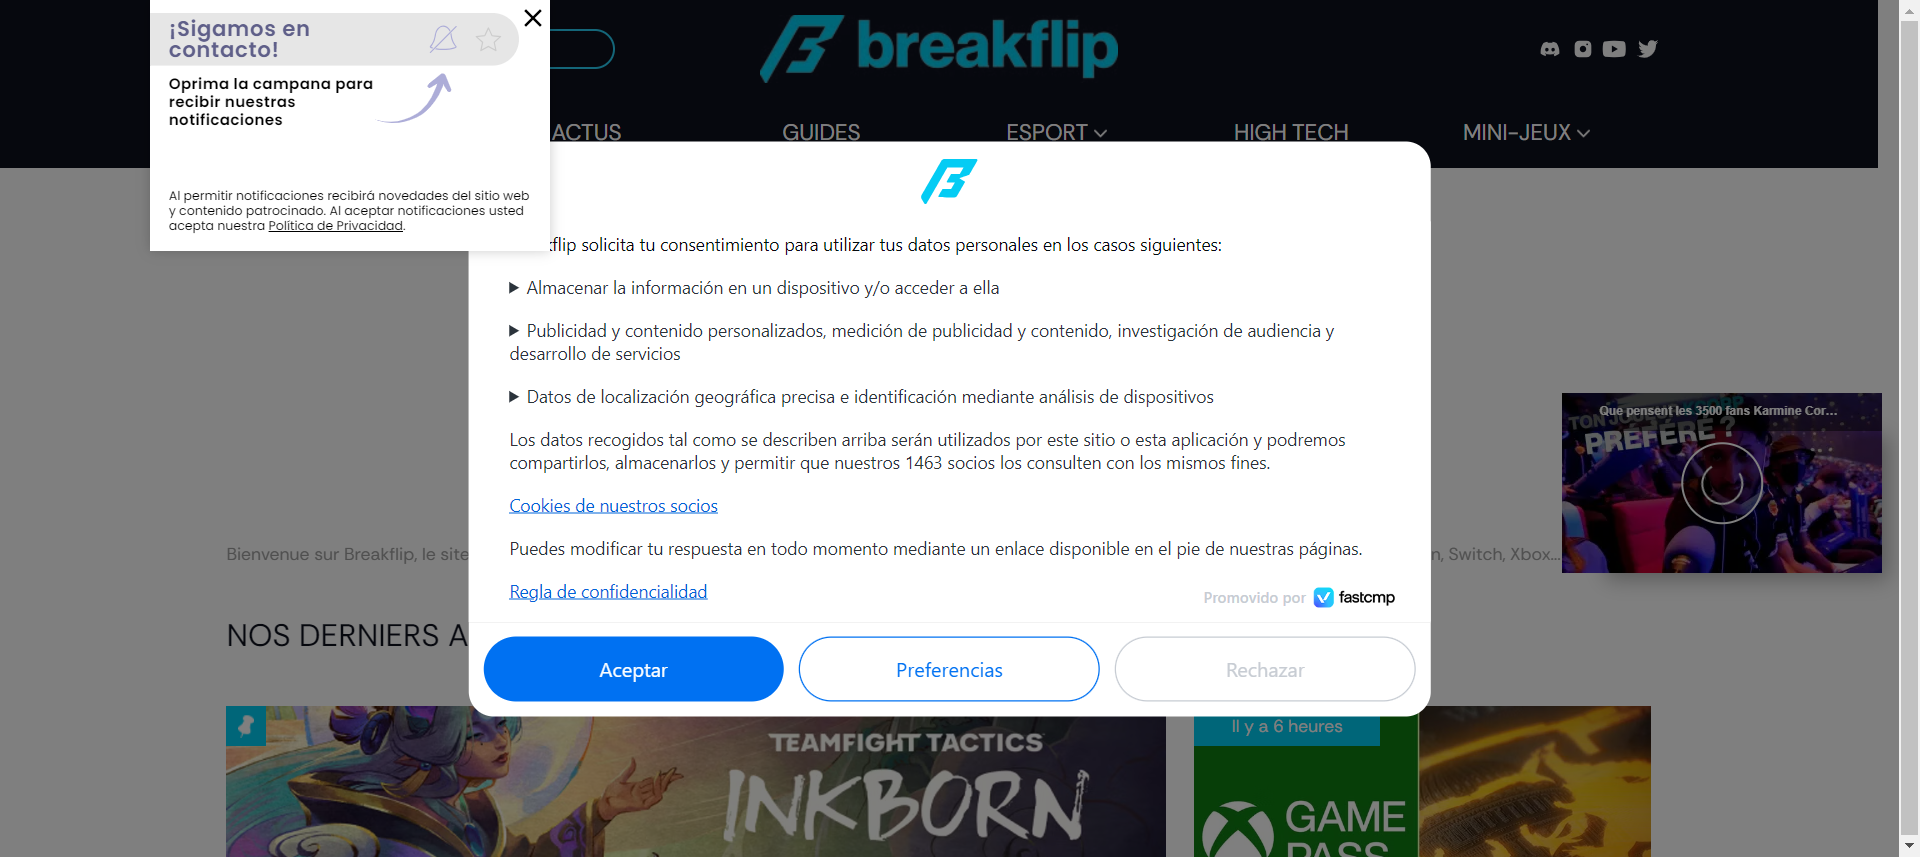 ¡Sigamos en
contacto!
Oprima la campana para
recibir nuestras
notificaciones
Al permitir notificaciones recibirá novedades del sitio web
y contenido patrocinado. Al aceptar notificaciones usted
acepta nuestra Política de Privacidad.
breakflip
ACTUS
GUIDES
ESPORT
HIGH TECH
MINI-JEUX
flip solicita tu consentimiento para utilizar tus datos personales en los casos siguientes:
Almacenar la información en un dispositivo y/o acceder a ella
Publicidad y contenido personalizados, medición de publicidad y contenido, investigación de audiencia y
desarrollo de servicios
Datos de localización geográfica precisa e identificación mediante análisis de dispositivos
Los datos recogidos tal como se describen arriba serán utilizados por este sitio o esta aplicación y podremos
compartirlos, almacenarlos y permitir que nuestros 1463 socios los consulten con los mismos fines.
Cookies de nuestros socios
Puedes modificar tu respuesta en todo momento mediante un enlace disponible en el pie de nuestras páginas.
Regla de confidencialidad
Promovido por fastcmp
Aceptar
Preferencias
Rechazar
Que pensent les 3500 fans Karmine Cor...
TON JOUEUR
PRÉFÉRÉ ?
Bienvenue sur Breakflip, le site
n, Switch, Xbox...
NOS DERNIERS A
TEAMFIGHT TACTICS
INKBORN
Il y a 6 heures
GAME
PASS